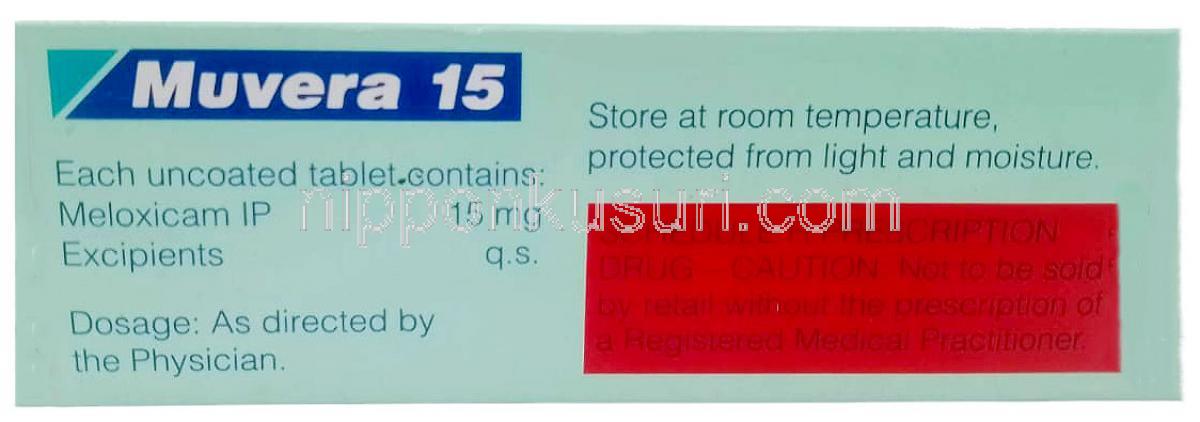 Muvera 15
Each uncoated tablet contains:
Meloxicam IP 15 mg
Excipients q.s.
Dosage: As directed by
the Physician.
Store at room temperature,
protected from light and moisture.
SCHEDULE H PRESCRIPTION
DRUG – CAUTION: Not to be sold
by retail without the prescription of
a Registered Medical Practitioner.
nipponkusuri.com